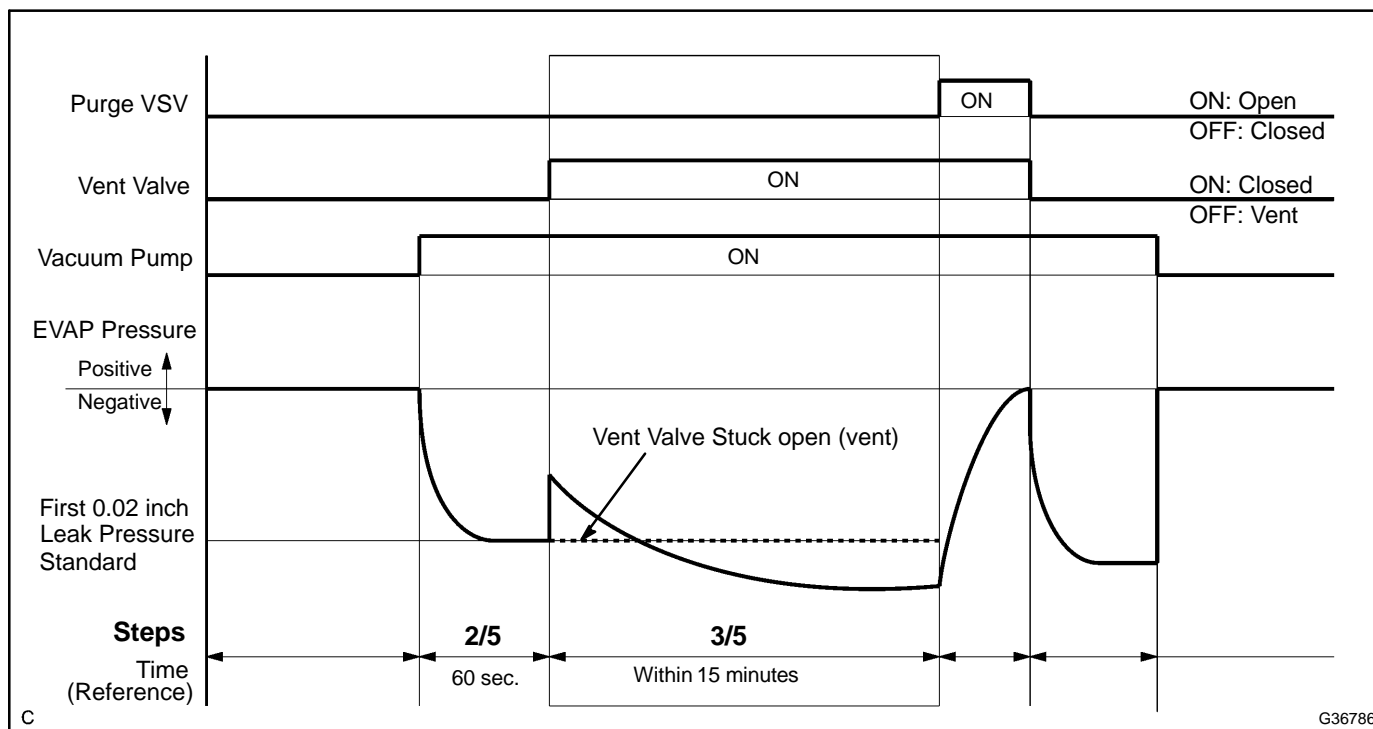 Purge VSV
ON
ON: Open
OFF: Closed
Vent Valve
ON
ON: Closed
OFF: Vent
Vacuum Pump
ON
EVAP Pressure
Positive
Negative
Vent Valve Stuck open (vent)
First 0.02 inch
Leak Pressure
Standard
Steps
2/5
3/5
Time
(Reference)
60 sec.
Within 15 minutes
C
G36786